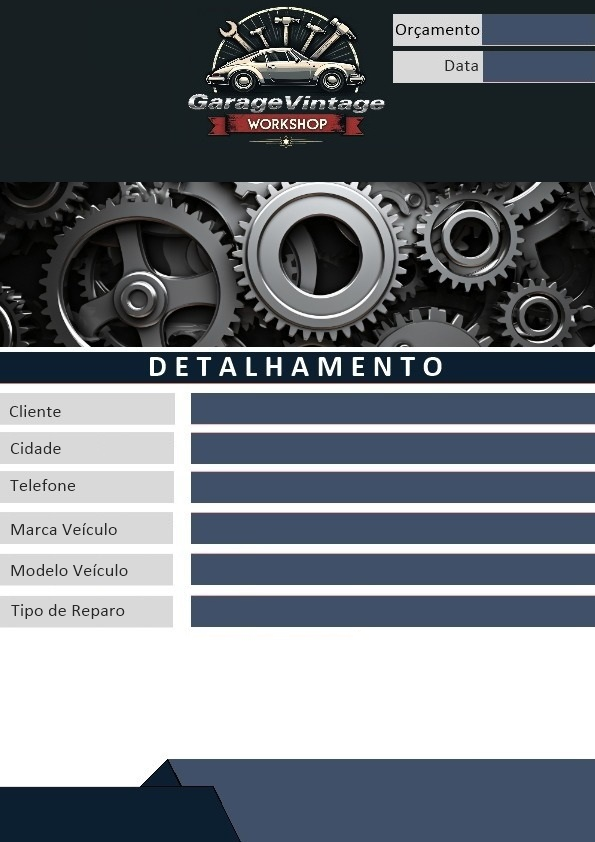 Orçamento
Data
GarageVintage
WORKSHOP
DETALHAMENTO
Cliente
Cidade
Telefone
Marca Veículo
Modelo Veículo
Tipo de Reparo